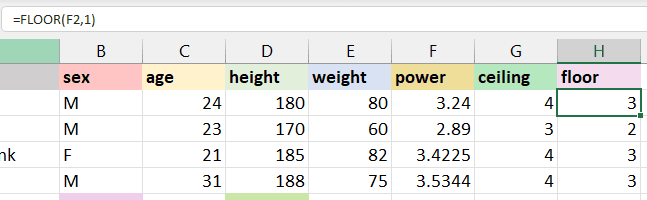 =FLOOR(F2,1)
B C D E F G H
sex age height weight power ceiling floor
M 24 180 80 3.24 4 3
M 23 170 60 2.89 3 2
nk F 21 185 82 3.4225 4 3
M 31 188 75 3.5344 4 3